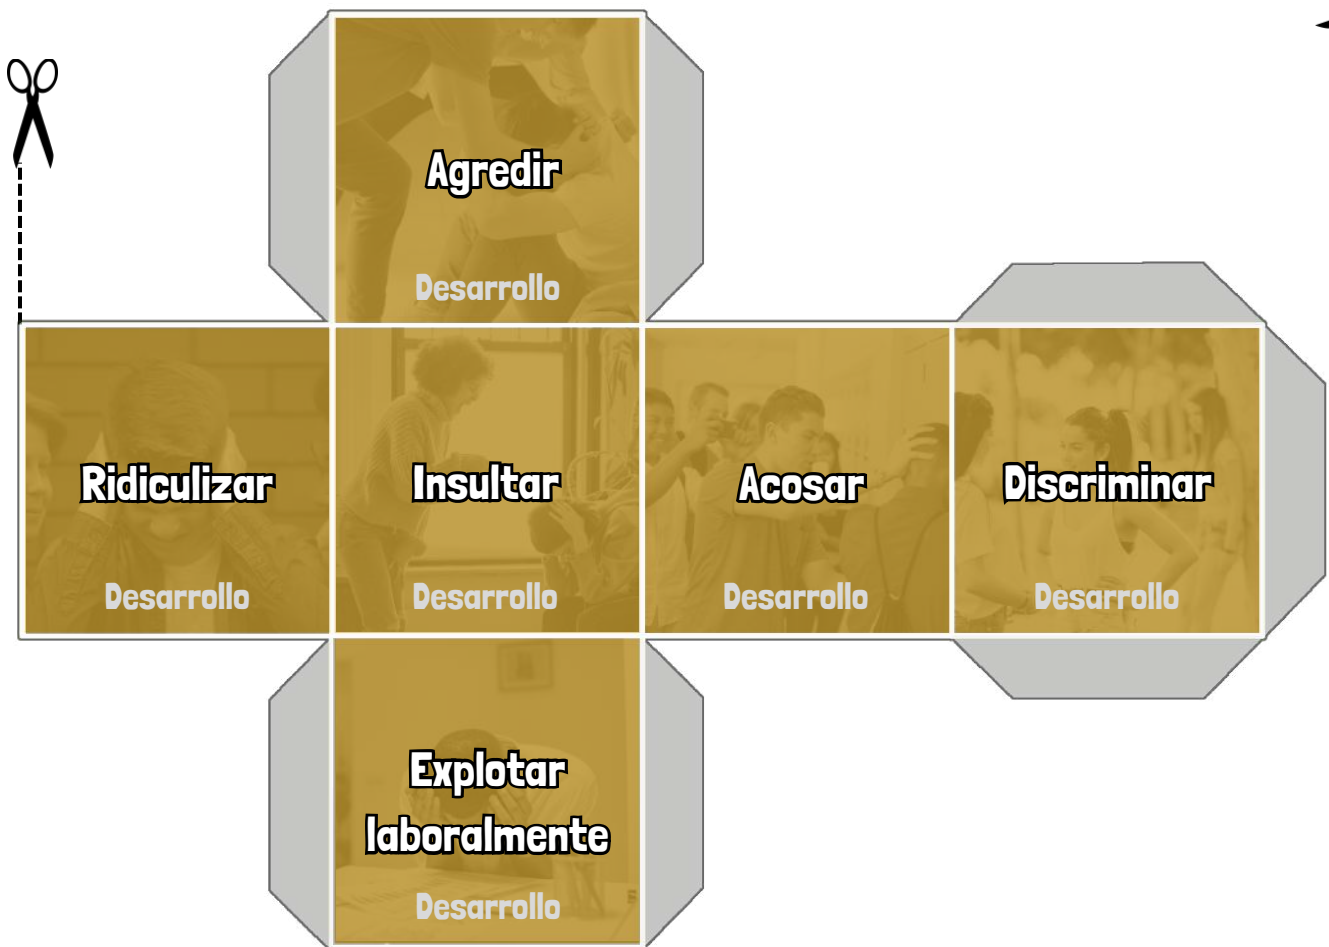 Agredir
Desarrollo
Ridiculizar
Desarrollo
Insultar
Desarrollo
Acosar
Desarrollo
Discriminar
Desarrollo
Explotar
laboralmente
Desarrollo